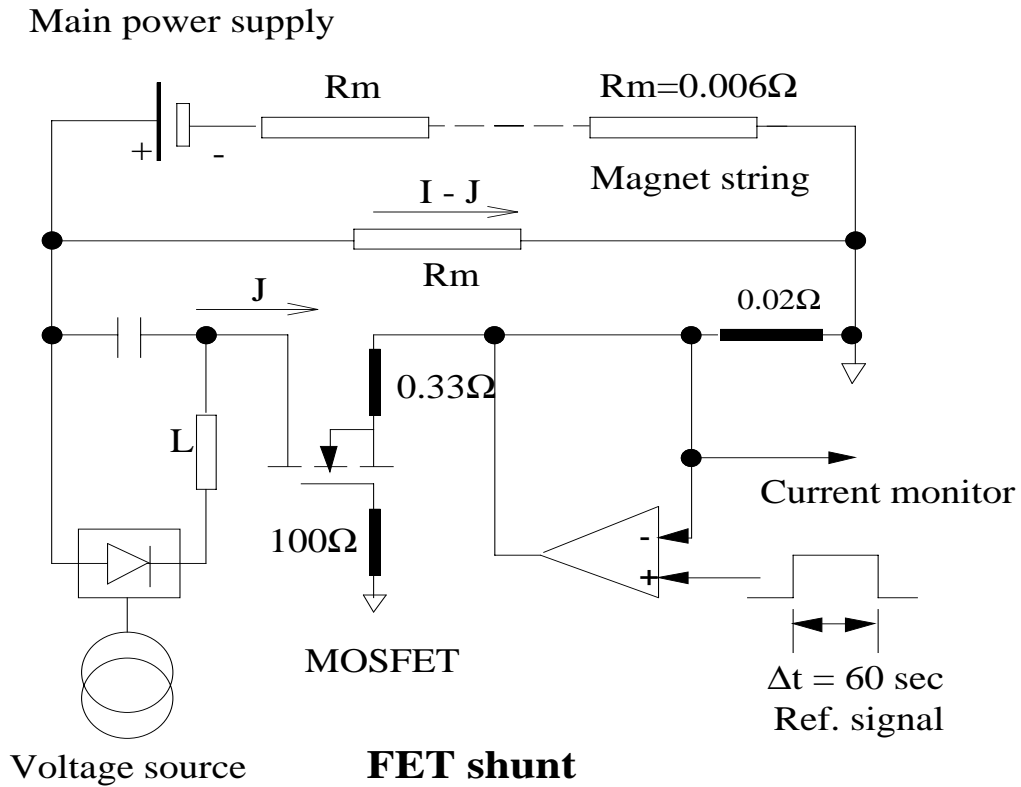 Main power supply
Rm
Rm=0.006Ω
+
-
Magnet string
I - J
Rm
J
0.02Ω
0.33Ω
L
Current monitor
100Ω
-
+
MOSFET
Δt = 60 sec
Ref. signal
Voltage source
FET shunt